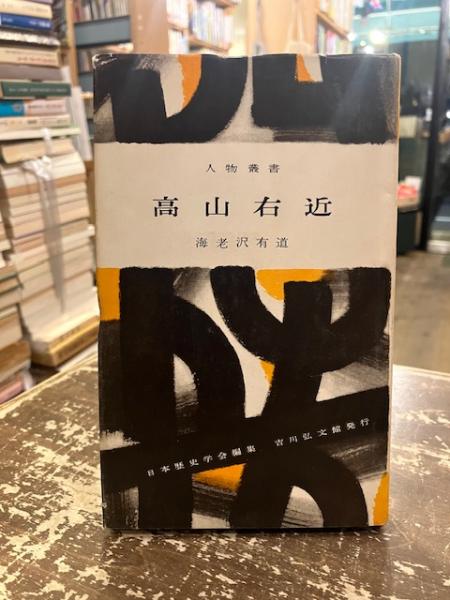 人物叢書
高山右近
海老沢有道
日本歴史学会編集 吉川弘文館発行